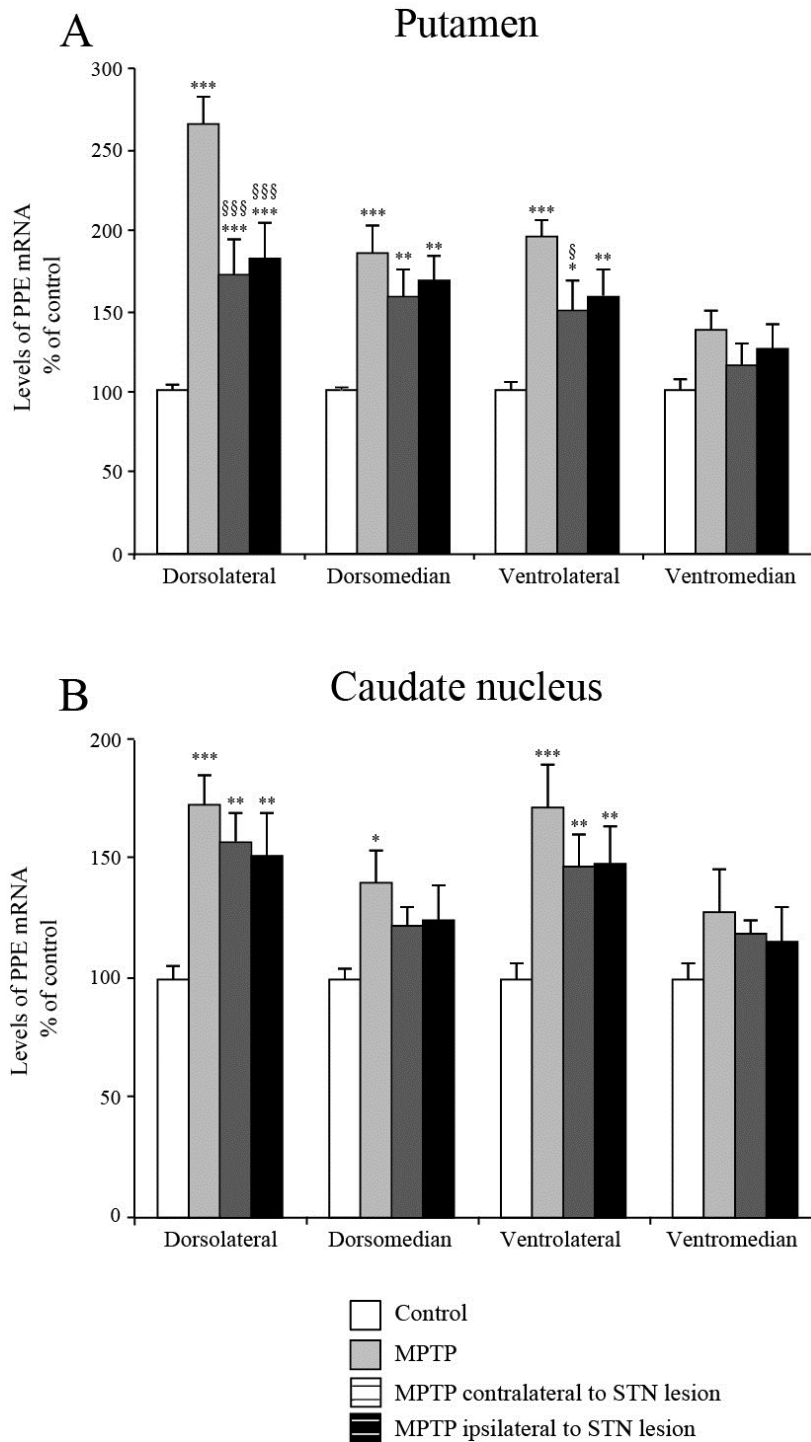 A
Putamen
300
250
200
150
100
50
0
Levels of PPE mRNA
% of control
***
§§§
***
§§§
***
***
**
**
***
§
*
**
Dorsolateral
Dorsomedian
Ventrolateral
Ventromedian
B
Caudate nucleus
200
150
100
50
0
Levels of PPE mRNA
% of control
***
**
**
*
***
**
**
Dorsolateral
Dorsomedian
Ventrolateral
Ventromedian
Control
MPTP
MPTP contralateral to STN lesion
MPTP ipsilateral to STN lesion